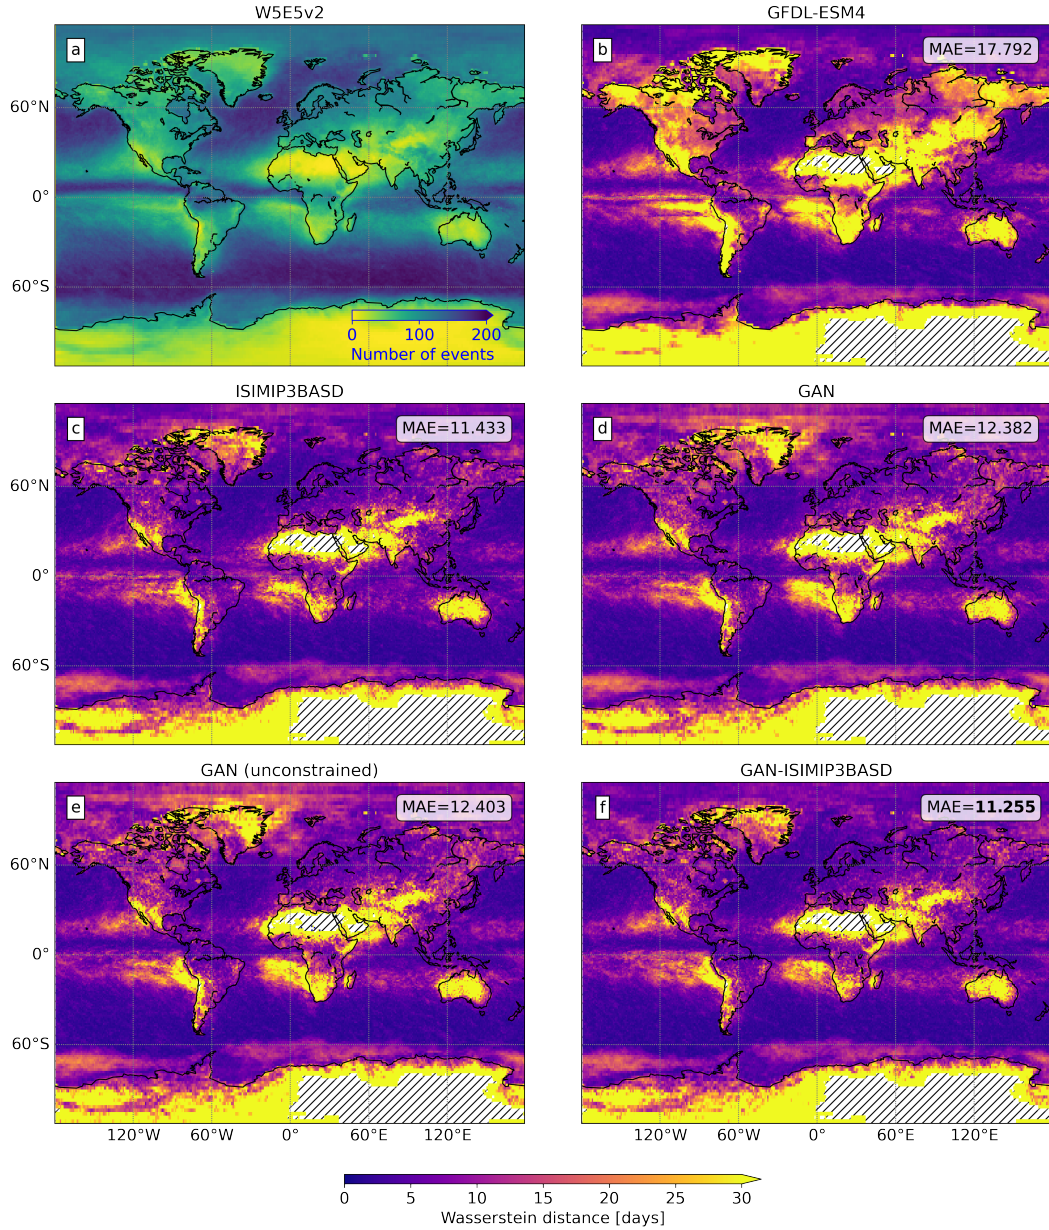 W5E5v2
GFDL-ESM4
a
b
MAE=17.792
60°N
0°
60°S
0 100 200
Number of events
ISIMIP3BASD
GAN
c
MAE=11.433
d
MAE=12.382
60°N
0°
60°S
GAN (unconstrained)
GAN-ISIMIP3BASD
e
MAE=12.403
f
MAE=11.255
60°N
0°
60°S
120°W 60°W 0° 60°E 120°E
120°W 60°W 0° 60°E 120°E
0 5 10 15 20 25 30
Wasserstein distance [days]